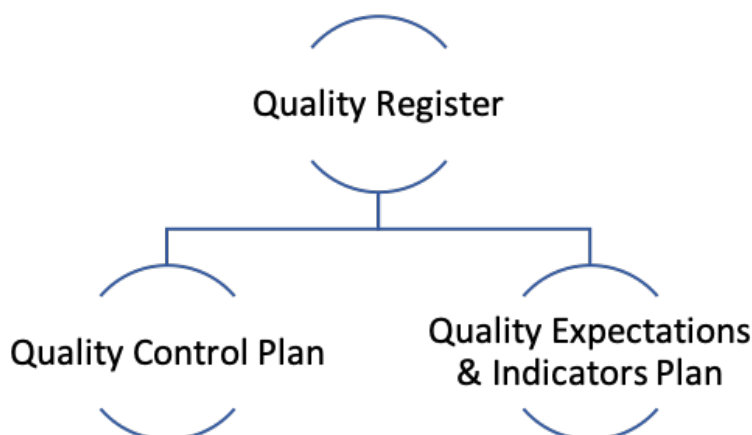 Quality Register
Quality Control Plan
Quality Expectations
& Indicators Plan